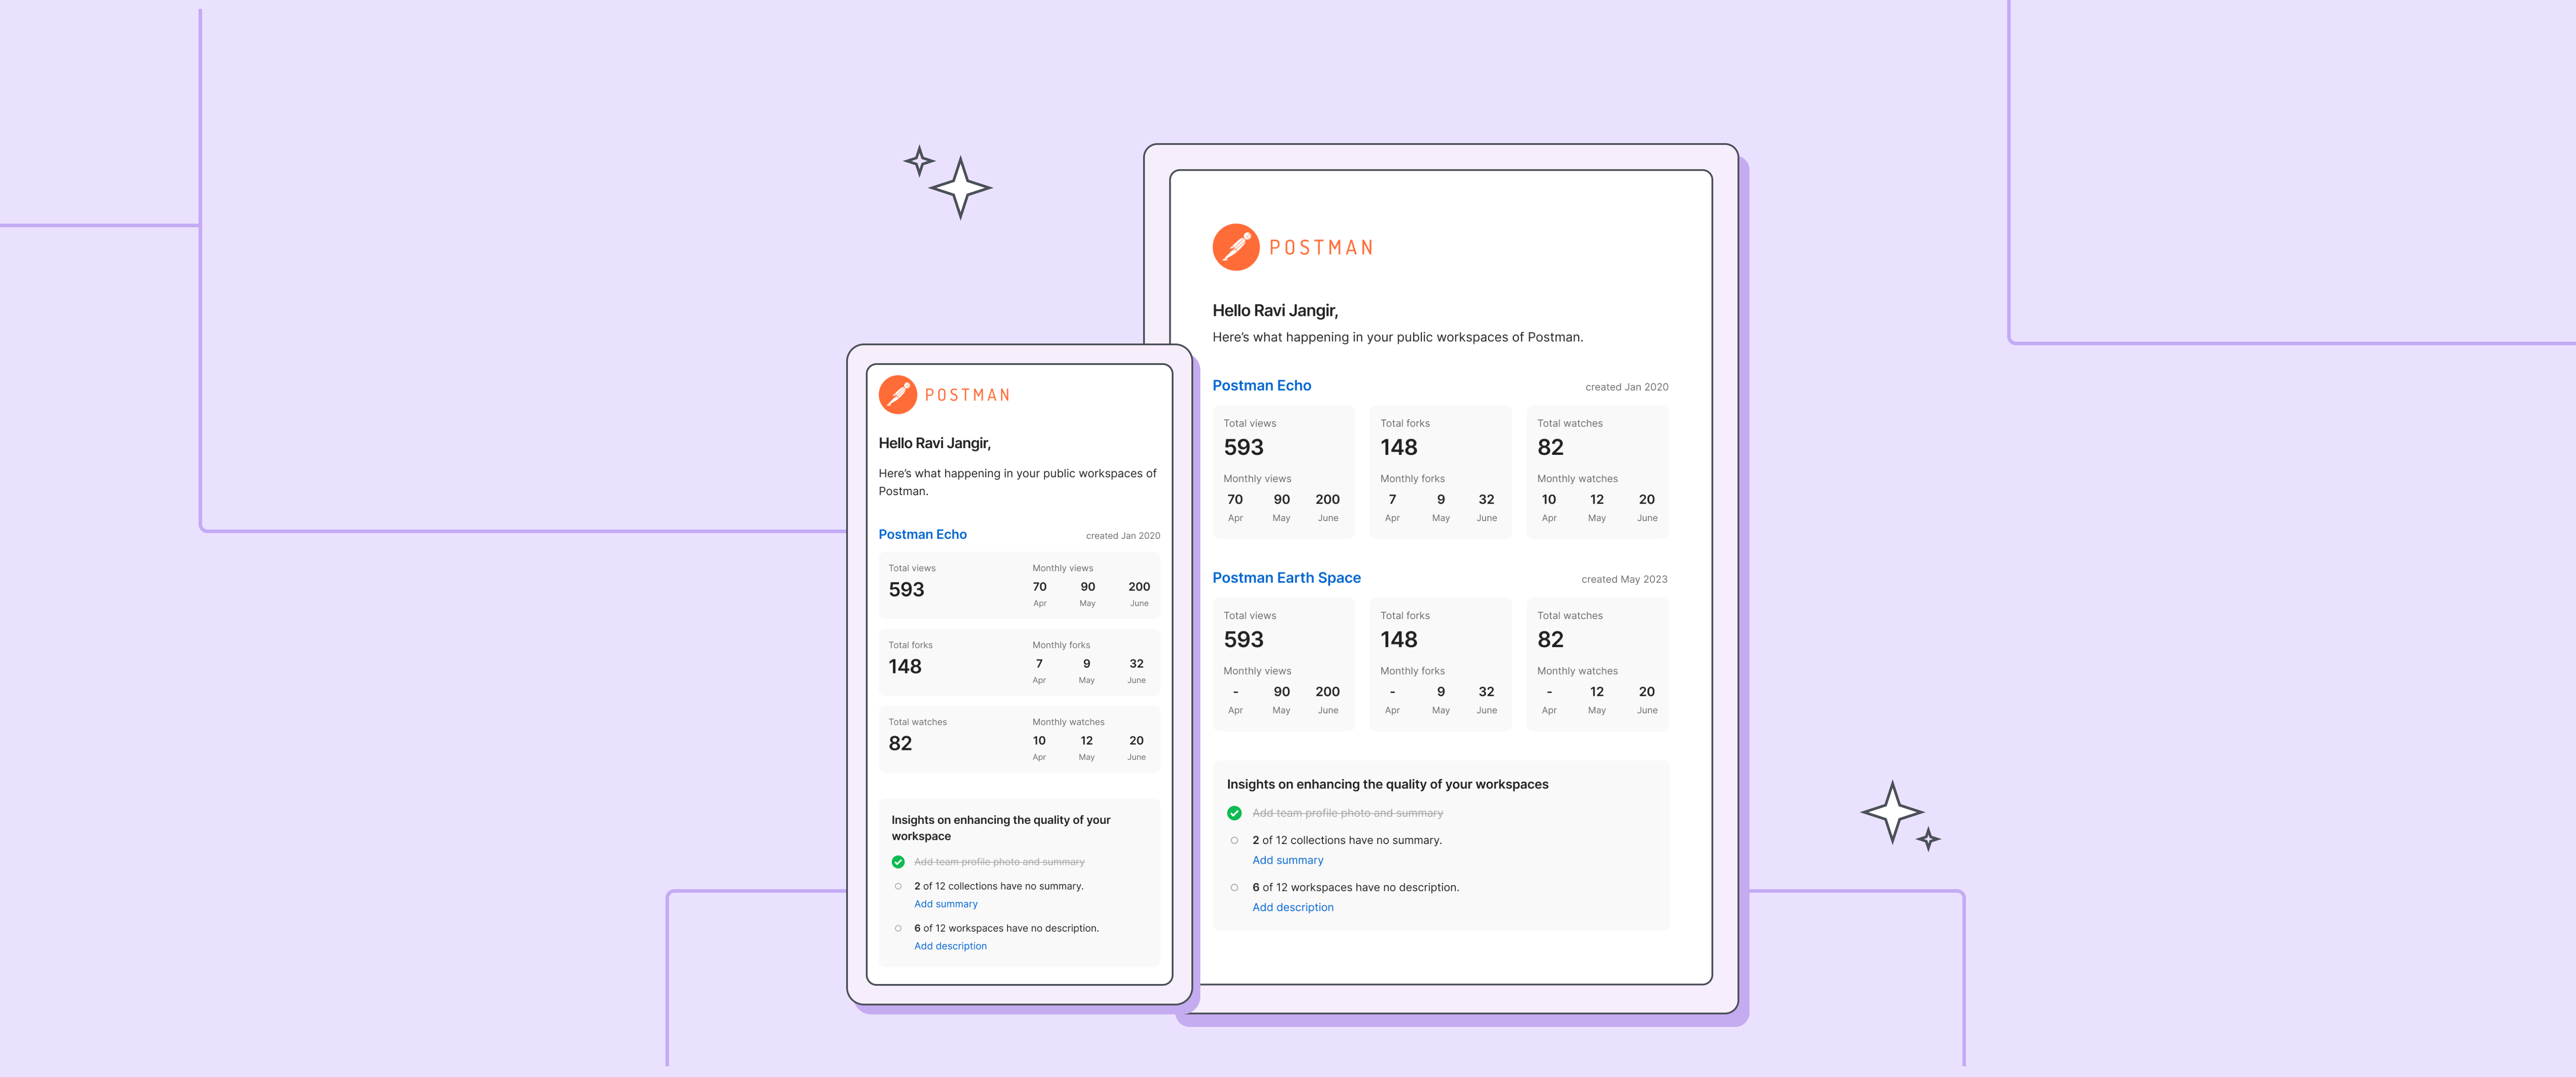 POSTMAN
Hello Ravi Jangir,
Here's what happening in your public workspaces of
Postman.
Postman Echo created Jan 2020
Total views Monthly views
593 70 90 200
Apr May June
Total forks Monthly forks
148 7 9 32
Apr May June
Total watches Monthly watches
82 10 12 20
Apr May June
Insights on enhancing the quality of your
workspace
Add team profile photo and summary
2 of 12 collections have no summary.
Add summary
6 of 12 workspaces have no description.
Add description
POSTMAN
Hello Ravi Jangir,
Here's what happening in your public workspaces of Postman.
Postman Echo created Jan 2020
Total views Total forks Total watches
593 148 82
Monthly views Monthly forks Monthly watches
70 90 200 7 9 32 10 12 20
Apr May June Apr May June Apr May June
Postman Earth Space created May 2023
Total views Total forks Total watches
593 148 82
Monthly views Monthly forks Monthly watches
- 90 200 - 9 32 - 12 20
Apr May June Apr May June Apr May June
Insights on enhancing the quality of your workspaces
Add team profile photo and summary
2 of 12 collections have no summary.
Add summary
6 of 12 workspaces have no description.
Add description